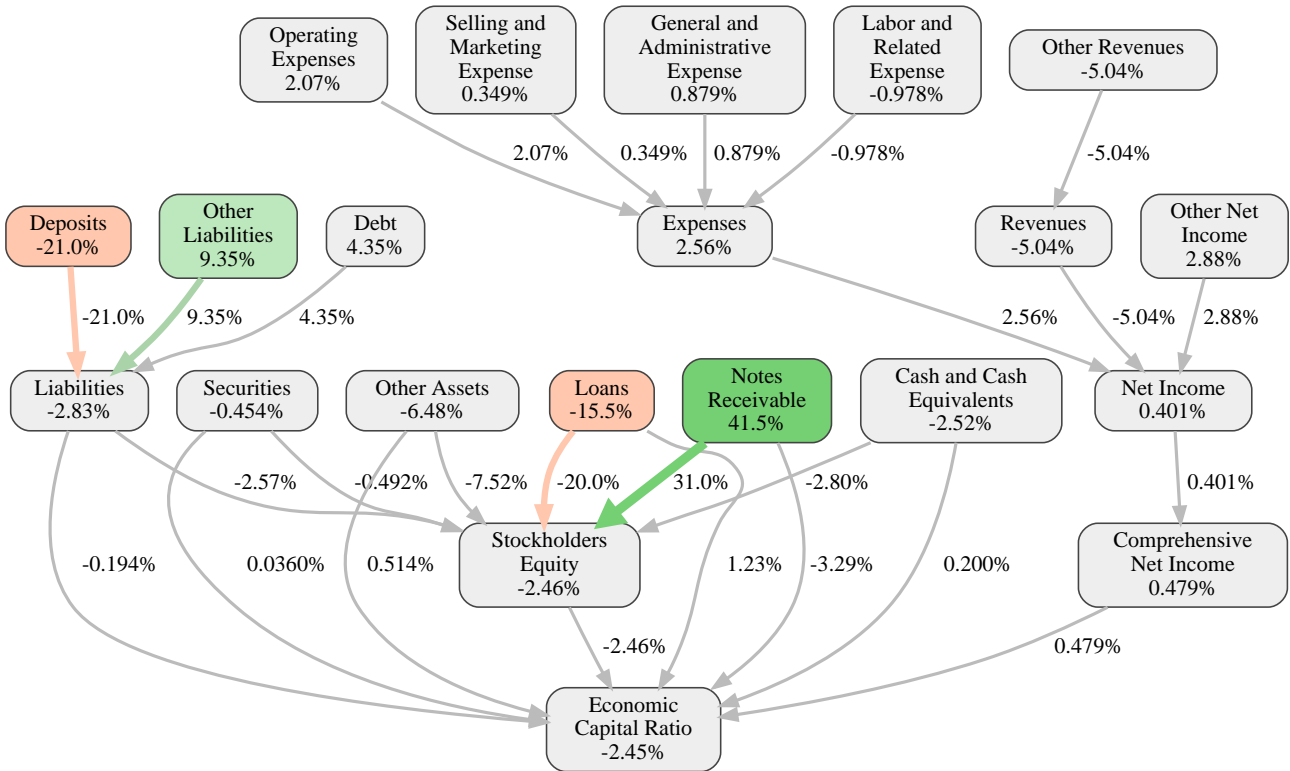 Operating
Expenses
2.07%
Selling and
Marketing
Expense
0.349%
General and
Administrative
Expense
0.879%
Labor and
Related
Expense
-0.978%
Other Revenues
-5.04%
2.07%
0.349%
0.879%
-0.978%
-5.04%
Deposits
-21.0%
Other
Liabilities
9.35%
Debt
4.35%
Expenses
2.56%
Revenues
-5.04%
Other Net
Income
2.88%
-21.0%
9.35%
4.35%
2.56%
-5.04%
2.88%
Liabilities
-2.83%
Securities
-0.454%
Other Assets
-6.48%
Loans
-15.5%
Notes
Receivable
41.5%
Cash and Cash
Equivalents
-2.52%
Net Income
0.401%
-2.57%
-0.492%
-7.52%
-20.0%
31.0%
-2.80%
0.401%
Stockholders
Equity
-2.46%
Comprehensive
Net Income
0.479%
-0.194%
0.0360%
0.514%
1.23%
-3.29%
0.200%
-2.46%
0.479%
Economic
Capital Ratio
-2.45%